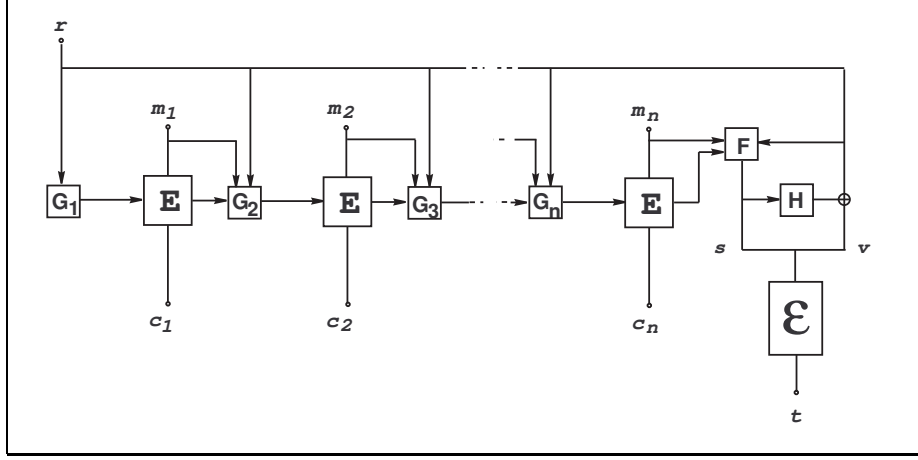 r
m1 m2 mn
G1 E G2 E G3 Gn E F H
s v
c1 c2 cn
ε
t